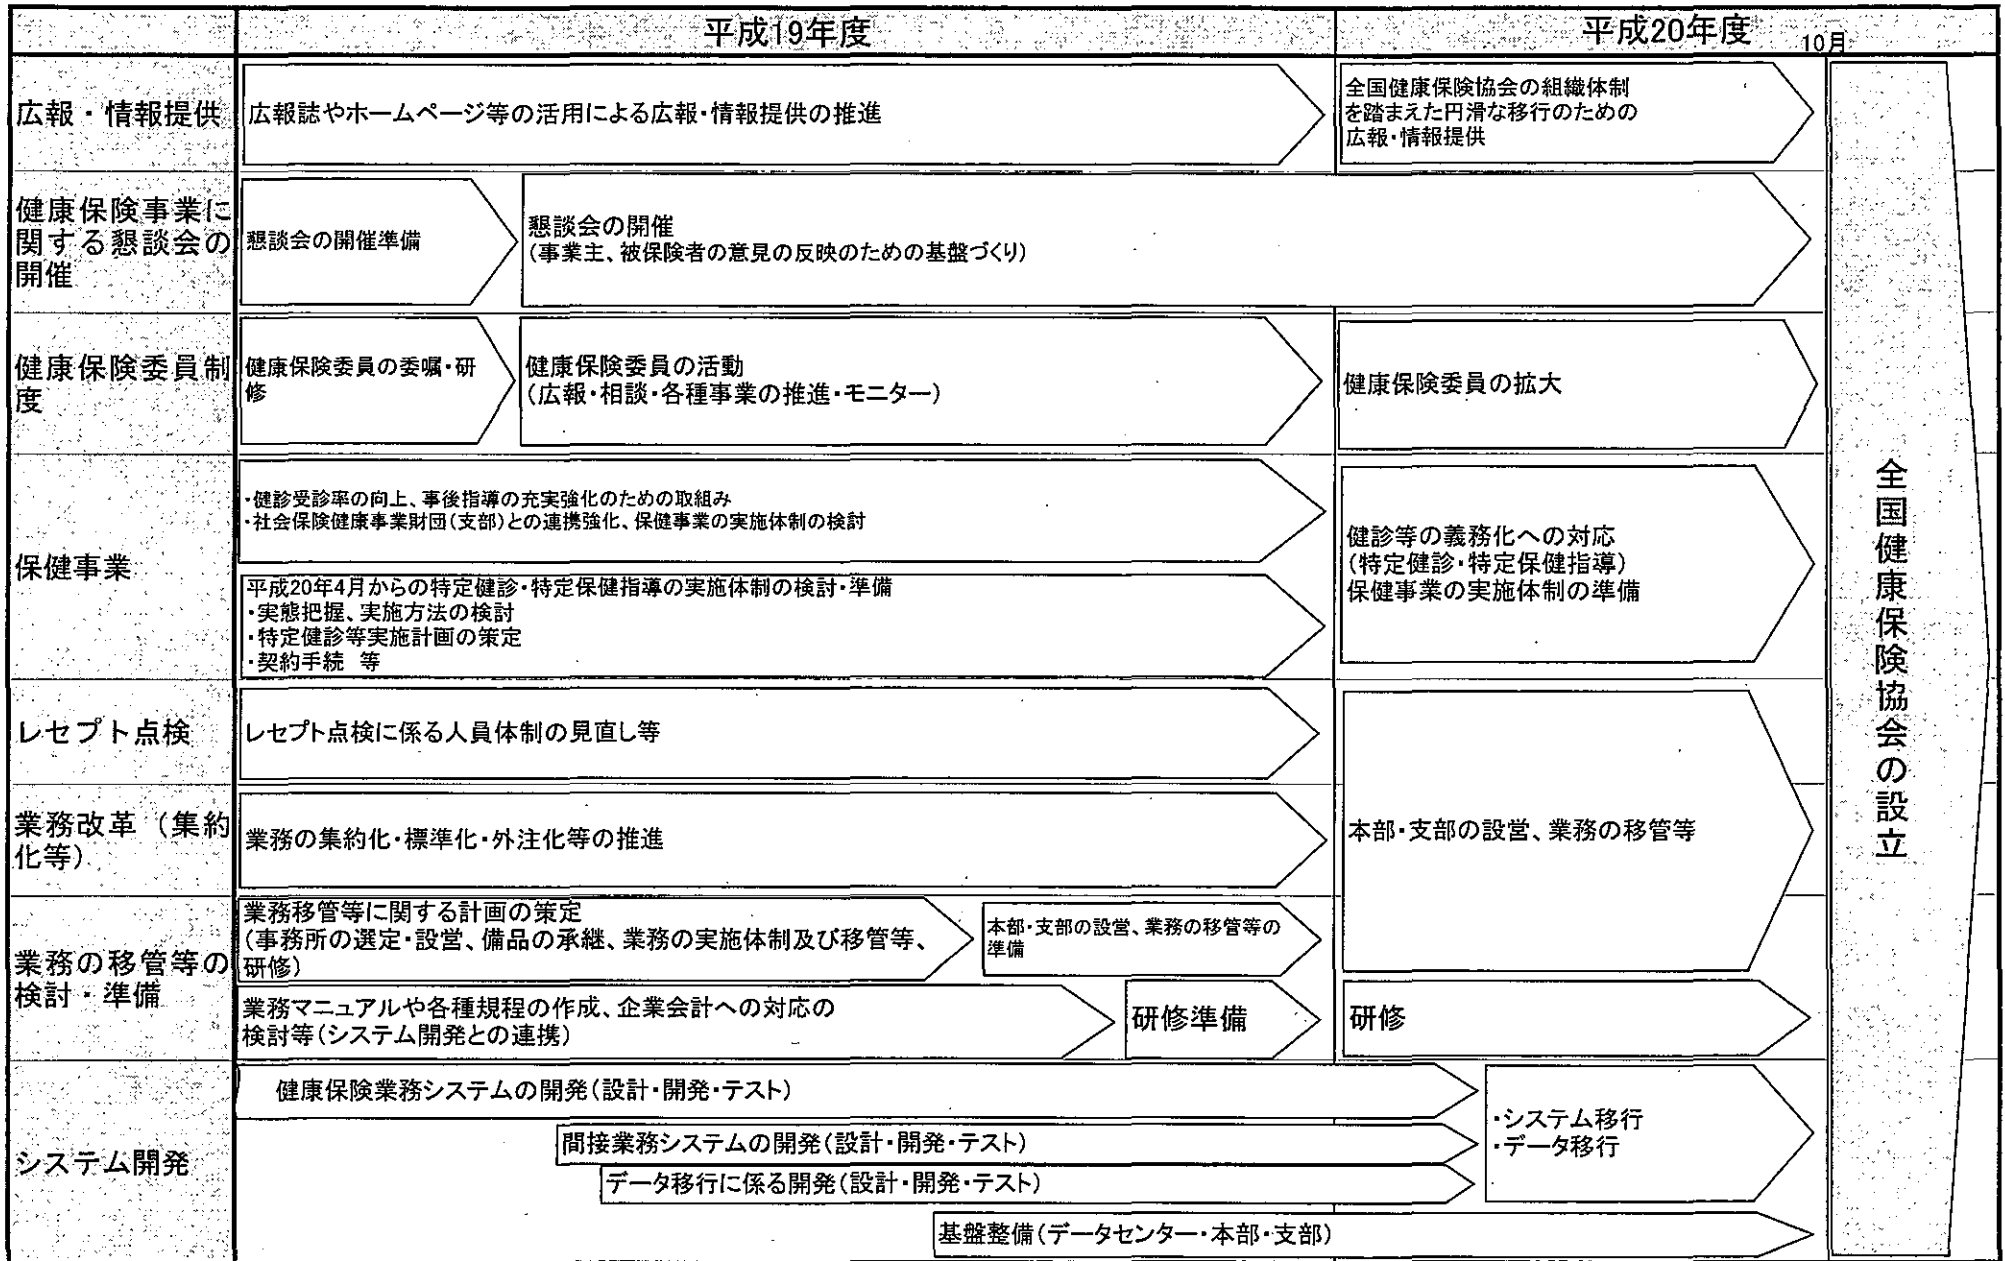 平成19年度
平成20年度
10月
広報・情報提供
広報誌やホームページ等の活用による広報・情報提供の推進
全国健康保険協会の組織体制
を踏まえた円滑な移行のための
広報・情報提供
健康保険事業に
関する懇談会の
開催
懇談会の開催準備
懇談会の開催
(事業主、被保険者の意見の反映のための基盤づくり)
健康保険委員制
度
健康保険委員の委嘱・研
修
健康保険委員の活動
(広報・相談・各種事業の推進・モニター)
健康保険委員の拡大
保健事業
・健診受診率の向上、事後指導の充実強化のための取組み
・社会保険健康事業財団(支部)との連携強化、保健事業の実施体制の検討
平成20年4月からの特定健診・特定保健指導の実施体制の検討・準備
・実態把握、実施方法の検討
・特定健診等実施計画の策定
・契約手続 等
健診等の義務化への対応
(特定健診・特定保健指導)
保健事業の実施体制の準備
レセプト点検
レセプト点検に係る人員体制の見直し等
業務改革（集約
化等）
業務の集約化・標準化・外注化等の推進
本部・支部の設営、業務の移管等
業務の移管等の
検討・準備
業務移管等に関する計画の策定
(事務所の選定・設営、備品の承継、業務の実施体制及び移管等、
研修)
本部・支部の設営、業務の移管等の
準備
業務マニュアルや各種規程の作成、企業会計への対応の
検討等(システム開発との連携)
研修準備
研修
システム開発
健康保険業務システムの開発(設計・開発・テスト)
間接業務システムの開発(設計・開発・テスト)
データ移行に係る開発(設計・開発・テスト)
・システム移行
・データ移行
基盤整備(データセンター・本部・支部)
全国健康保険協会の設立